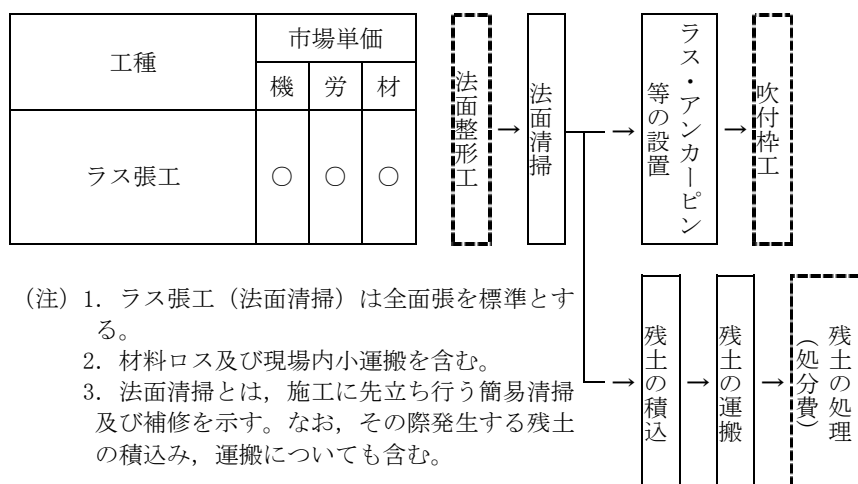 工種
市場単価
機
労
材
ラス張工
○
○
○
法面整形工
→
法面清掃
→
ラス・アンカーピン
等の設置
→
吹付枠工
→
残土の積込
→
残土の運搬
→
残土の処理
（処分費）
（注）1．ラス張工（法面清掃）は全面張を標準とす
る。
2．材料ロス及び現場内小運搬を含む。
3．法面清掃とは，施工に先立ち行う簡易清掃
及び補修を示す。なお，その際発生する残土
の積込み，運搬についても含む。